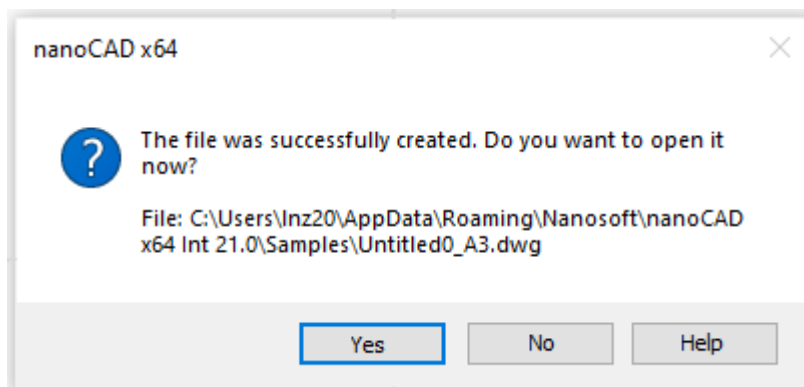 nanoCAD x64
The file was successfully created. Do you want to open it
now?
File: C:\Users\Inz20\AppData\Roaming\Nanosoft\nanoCAD
x64 Int 21.0\Samples\Untitled0_A3.dwg
Yes
No
Help